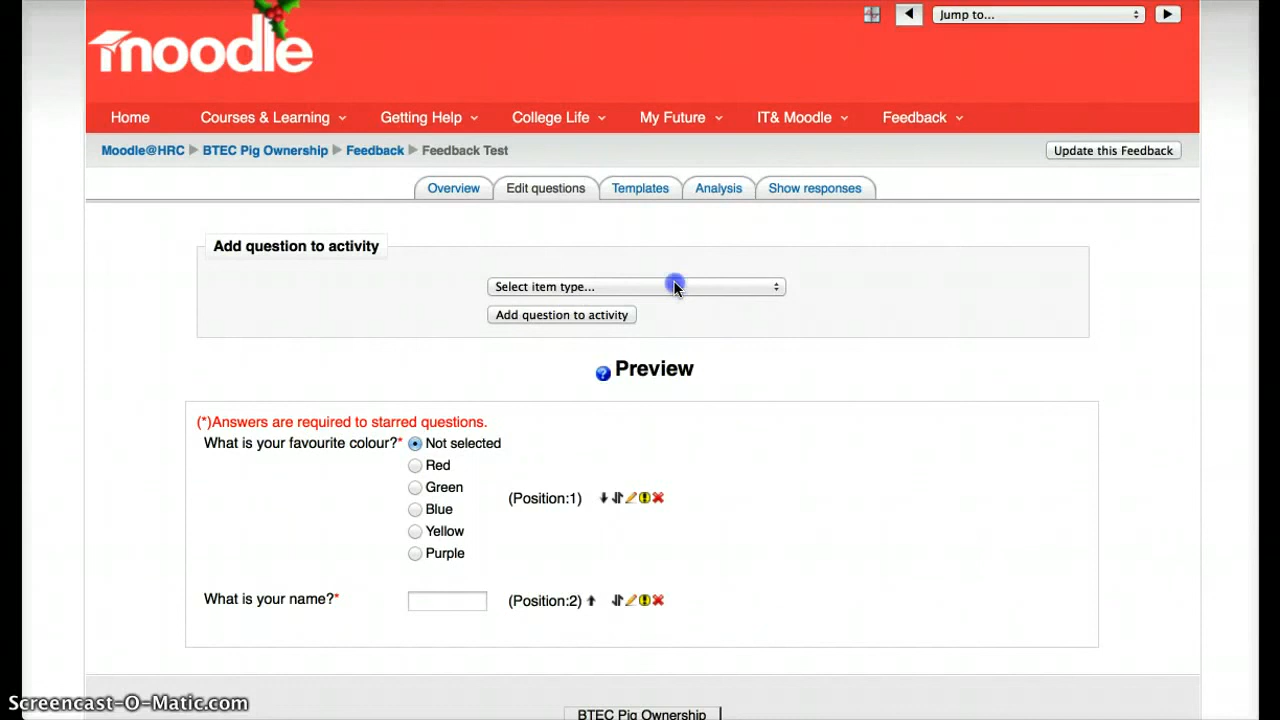 Jump to...
moodle
Home Courses & Learning Getting Help College Life My Future IT& Moodle Feedback
Moodle@HRC BTEC Pig Ownership Feedback Feedback Test Update this Feedback
Overview Edit questions Templates Analysis Show responses
Add question to activity
Select item type...
Add question to activity
? Preview
(*)Answers are required to starred questions.
What is your favourite colour?* Not selected
Red
Green
(Position:1)
Blue
Yellow
Purple
What is your name?* (Position:2)
Screencast-O-Matic.com
BTEC Pig Ownership